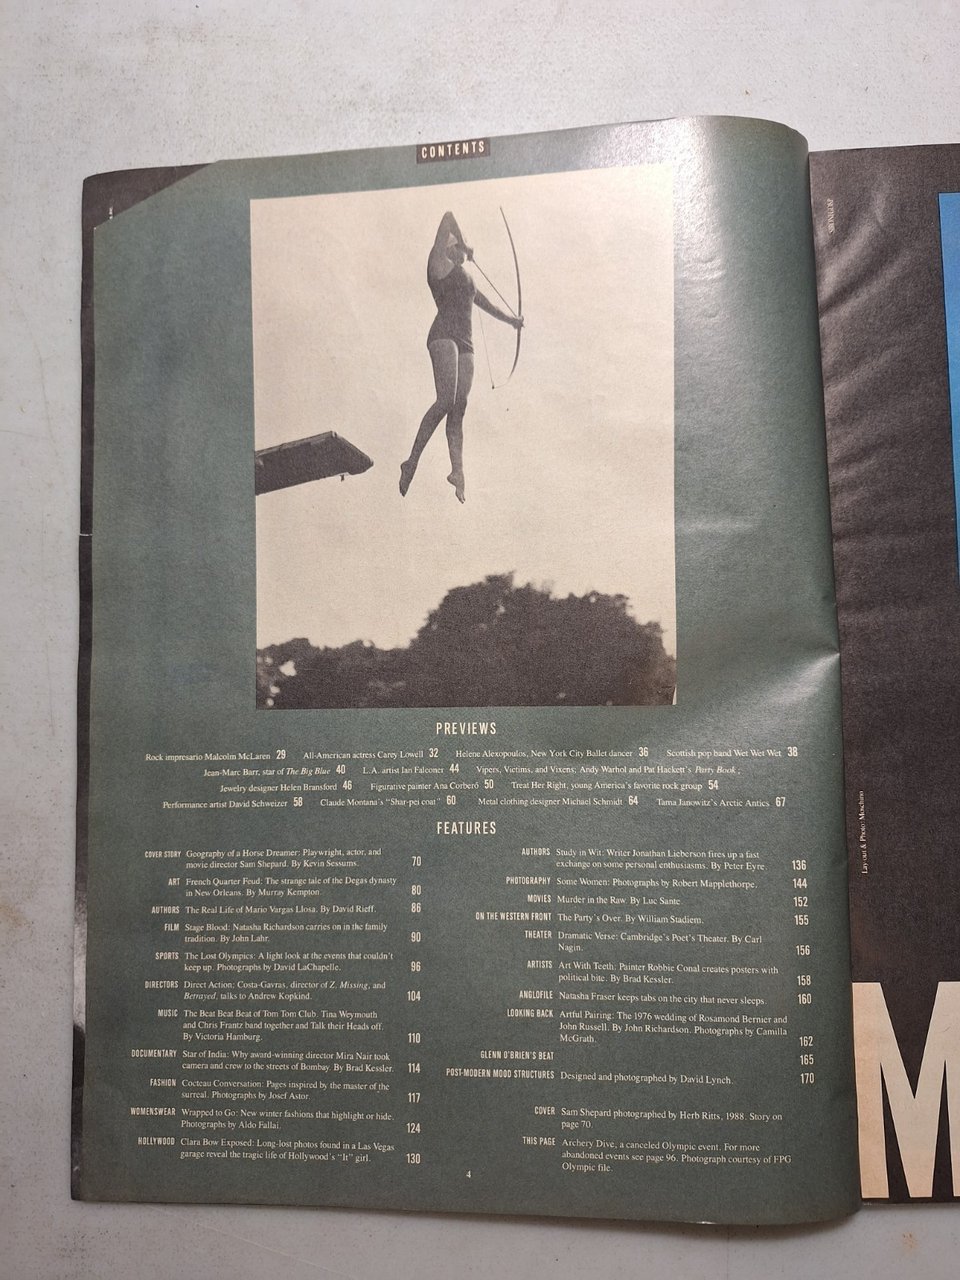 CONTENTS
PREVIEWS
Rock impresario Malcolm McLaren 29 All-American actress Carey Lowell 32 Helene Alexopoulos, New York City Ballet dancer 36 Scottish pop band Wet Wet Wet 38
Jean-Marc Barr, star of The Big Blue 40 L.A. artist Ian Falconer 44 Vipers, Victims, and Vixens; Andy Warhol and Pat Hackett's Party Book;
Jewelry designer Helen Bransford 46 Figurative painter Ana Corbero 50 Treat Her Right, young America's favorite rock group 54
Performance artist David Schweizer 58 Claude Montana's "Shar-pei coat" 60 Metal clothing designer Michael Schmidt 64 Tama Janowitz's Arctic Antics 67
FEATURES
COVER STORY Geography of a Horse Dreamer: Playwright, actor, and
movie director Sam Shepard. By Kevin Sessums. 70
ART French Quarter Feud: The strange tale of the Degas dynasty
in New Orleans. By Murray Kempton. 80
AUTHORS The Real Life of Mario Vargas Llosa. By David Rieff. 86
FILM Stage Blood: Natasha Richardson carries on in the family
tradition. By John Lahr. 90
SPORTS The Lost Olympics: A light look at the events that couldn't
keep up. Photographs by David LaChapelle. 96
DIRECTORS Direct Action: Costa-Gavras, director of Z, Missing, and
Betrayed, talks to Andrew Kopkind. 104
MUSIC The Beat Beat Beat of Tom Tom Club. Tina Weymouth
and Chris Frantz band together and Talk their Heads off.
By Victoria Hamburg. 110
DOCUMENTARY Star of India: Why award-winning director Mira Nair took
camera and crew to the streets of Bombay. By Brad Kessler. 114
FASHION Cocteau Conversation: Pages inspired by the master of the
surreal. Photographs by Josef Astor. 117
WOMENSWEAR Wrapped to Go: New winter fashions that highlight or hide.
Photographs by Aldo Fallai. 124
HOLLYWOOD Clara Bow Exposed: Long-lost photos found in a Las Vegas
garage reveal the tragic life of Hollywood's "It" girl. 130
AUTHORS Study in Wit: Writer Jonathan Lieberson fires up a fast
exchange on some personal enthusiasms. By Peter Eyre. 136
PHOTOGRAPHY Some Women: Photographs by Robert Mapplethorpe. 144
MOVIES Murder in the Raw. By Luc Sante. 152
ON THE WESTERN FRONT The Party's Over. By William Stadiem. 155
THEATER Dramatic Verse: Cambridge's Poet's Theater. By Carl
Nagin. 156
ARTISTS Art With Teeth: Painter Robbie Conal creates posters with
political bite. By Brad Kessler. 158
ANGLOFILE Natasha Fraser keeps tabs on the city that never sleeps. 160
LOOKING BACK Artful Pairing: The 1976 wedding of Rosamond Bernier and
John Russell. By John Richardson. Photographs by Camilla
McGrath. 162
GLENN O'BRIEN'S BEAT 165
POST-MODERN MOOD STRUCTURES Designed and photographed by David Lynch. 170
COVER Sam Shepard photographed by Herb Ritts, 1988. Story on
page 70.
THIS PAGE Archery Dive, a canceled Olympic event. For more
abandoned events see page 96. Photograph courtesy of FPG
Olympic file.
4
Layout & Photo: Moschino
M